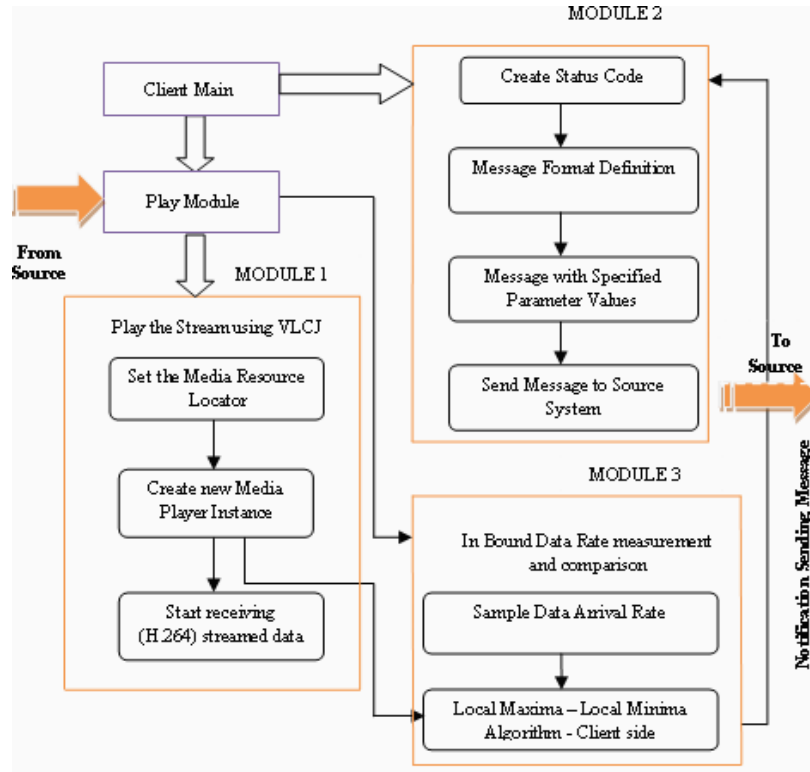 MODULE 2
Client Main
Create Status Code
Message Format Definition
Play Module
From
Source
MODULE 1
Message with Specified
Parameter Values
Play the Stream using VLCJ
To
Source
Set the Media Resource
Locator
Send Message to Source
System
MODULE 3
Create new Media
Player Instance
In Bound Data Rate measurement
and comparison
Notification Sending Message
Start receiving
(H.264) streamed data
Sample Data Arrival Rate
Local Maxima – Local Minima
Algorithm - Client side